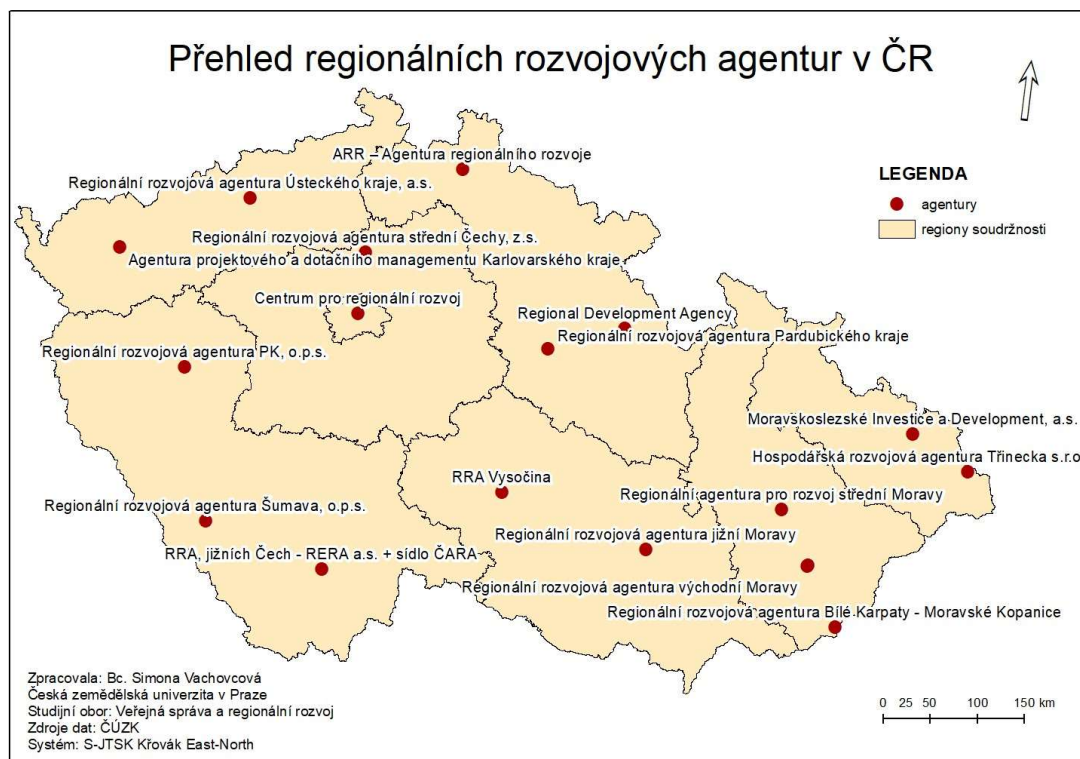 Přehled regionálních rozvojových agentur v ČR
ARR – Agentura regionálního rozvoje
Regionální rozvojová agentura Ústeckého kraje, a.s.
Regionální rozvojová agentura střední Čechy, z.s.
Agentura projektového a dotačního managementu Karlovarského kraje
Centrum pro regionální rozvoj
Regional Development Agency
Regionální rozvojová agentura Pardubického kraje
Regionální rozvojová agentura PK, o.p.s.
Moravskoslezské Investice a Development, a.s.
Hospodářská rozvojová agentura Třinecka s.r.o
RRA Vysočina
Regionální agentura pro rozvoj střední Moravy
Regionální rozvojová agentura Šumava, o.p.s.
Regionální rozvojová agentura jižní Moravy
RRA, jižních Čech - RERA a.s. + sídlo ČARA
Regionální rozvojová agentura východní Moravy
Regionální rozvojová agentura Bílé Karpaty - Moravské Kopanice
LEGENDA
agentury
regiony soudržnosti
Zpracovala: Bc. Simona Vachovcová
Česká zemědělská univerzita v Praze
Studijní obor: Veřejná správa a regionální rozvoj
Zdroje dat: ČÚZK
Systém: S-JTSK Křovák East-North
0 25 50 100 150 km